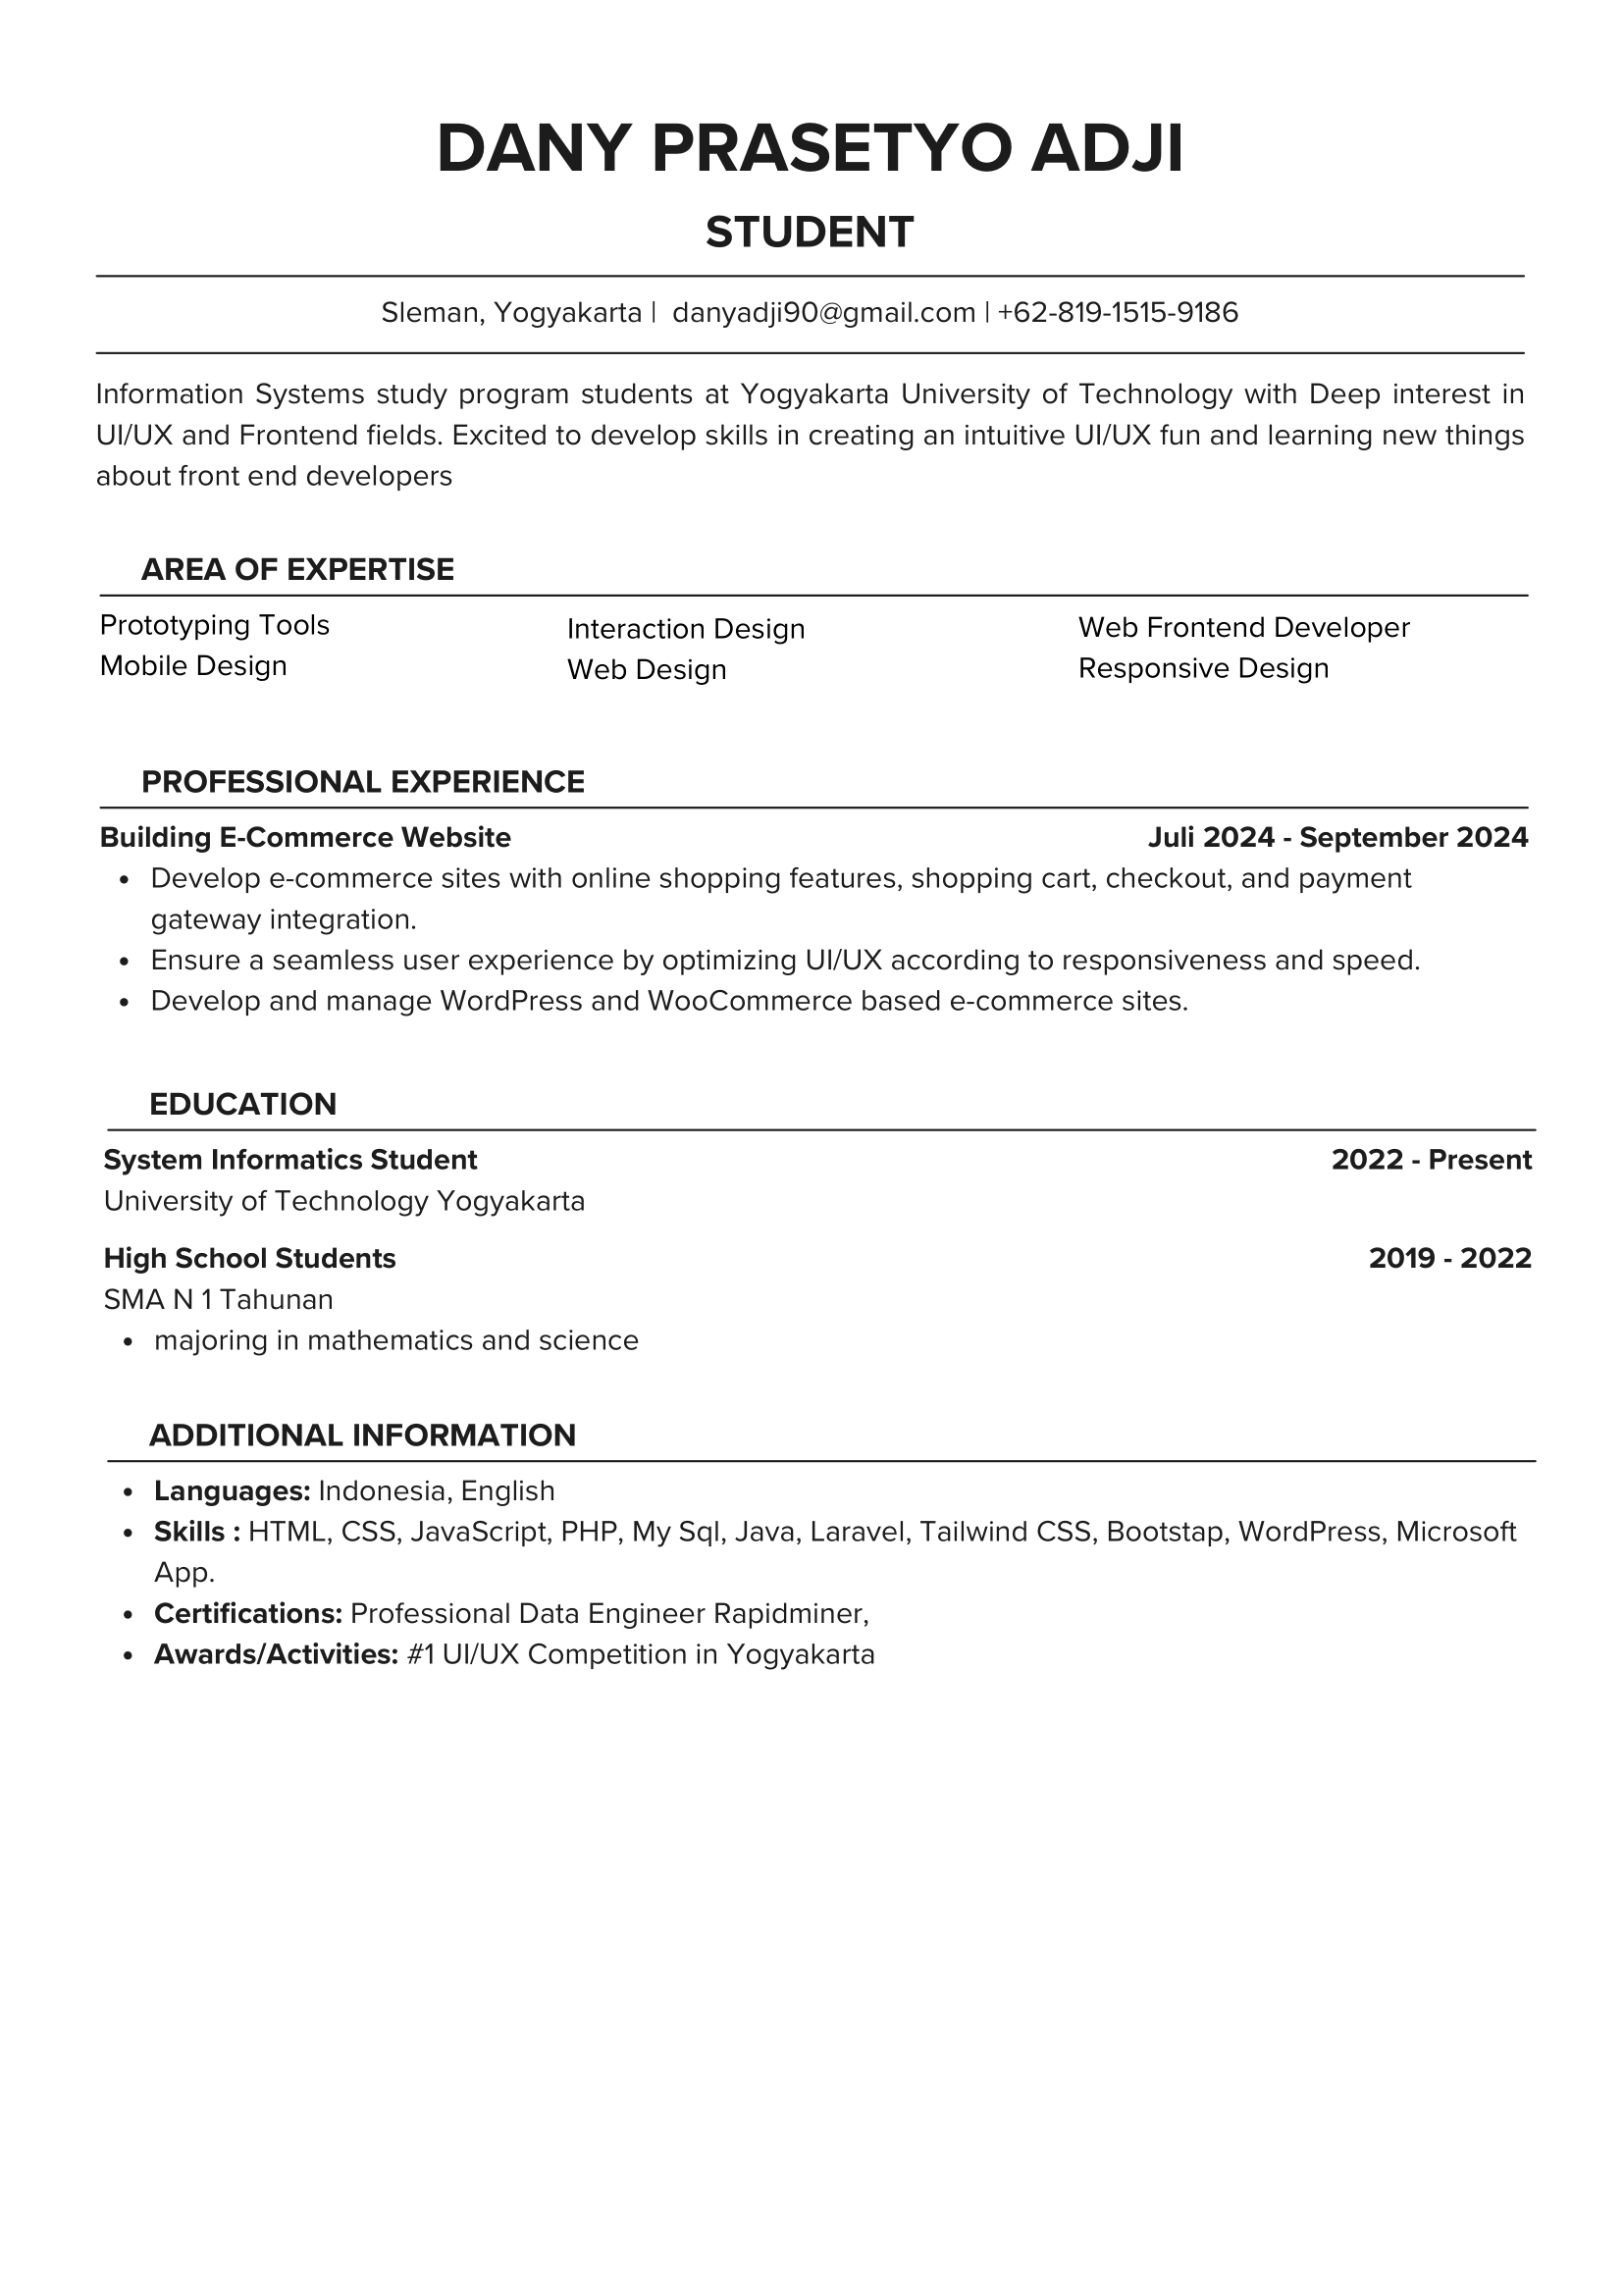 DANY PRASETYO ADJI
STUDENT
Sleman, Yogyakarta | danyadji90@gmail.com | +62-819-1515-9186
Information Systems study program students at Yogyakarta University of Technology with Deep interest in
UI/UX and Frontend fields. Excited to develop skills in creating an intuitive UI/UX fun and learning new things
about front end developers
AREA OF EXPERTISE
Prototyping Tools
Mobile Design
Interaction Design
Web Design
Web Frontend Developer
Responsive Design
PROFESSIONAL EXPERIENCE
Building E-Commerce Website Juli 2024 - September 2024
• Develop e-commerce sites with online shopping features, shopping cart, checkout, and payment
gateway integration.
• Ensure a seamless user experience by optimizing UI/UX according to responsiveness and speed.
• Develop and manage WordPress and WooCommerce based e-commerce sites.
EDUCATION
System Informatics Student 2022 - Present
University of Technology Yogyakarta
High School Students 2019 - 2022
SMA N 1 Tahunan
• majoring in mathematics and science
ADDITIONAL INFORMATION
• Languages: Indonesia, English
• Skills : HTML, CSS, JavaScript, PHP, My Sql, Java, Laravel, Tailwind CSS, Bootstap, WordPress, Microsoft
App.
• Certifications: Professional Data Engineer Rapidminer,
• Awards/Activities: #1 UI/UX Competition in Yogyakarta